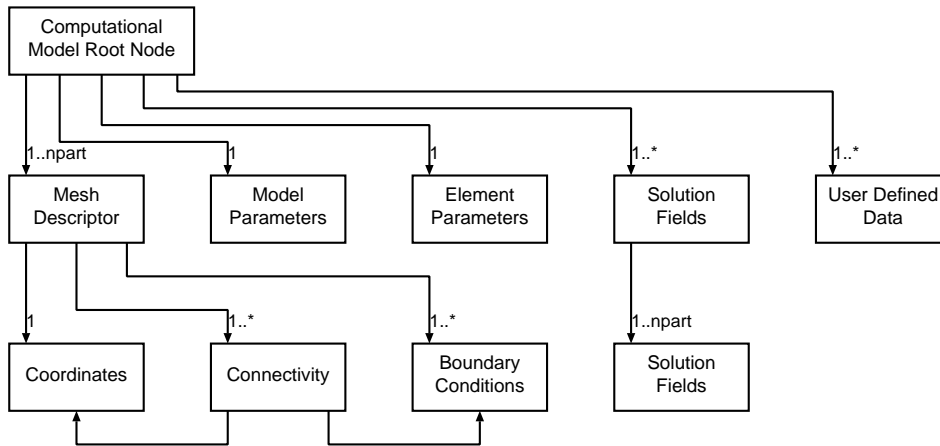 Computational
Model Root Node
1..npart
1
1
1..*
1..*
Mesh
Descriptor
Model
Parameters
Element
Parameters
Solution
Fields
User Defined
Data
1
1..*
1..*
1..npart
Coordinates
Connectivity
Boundary
Conditions
Solution
Fields